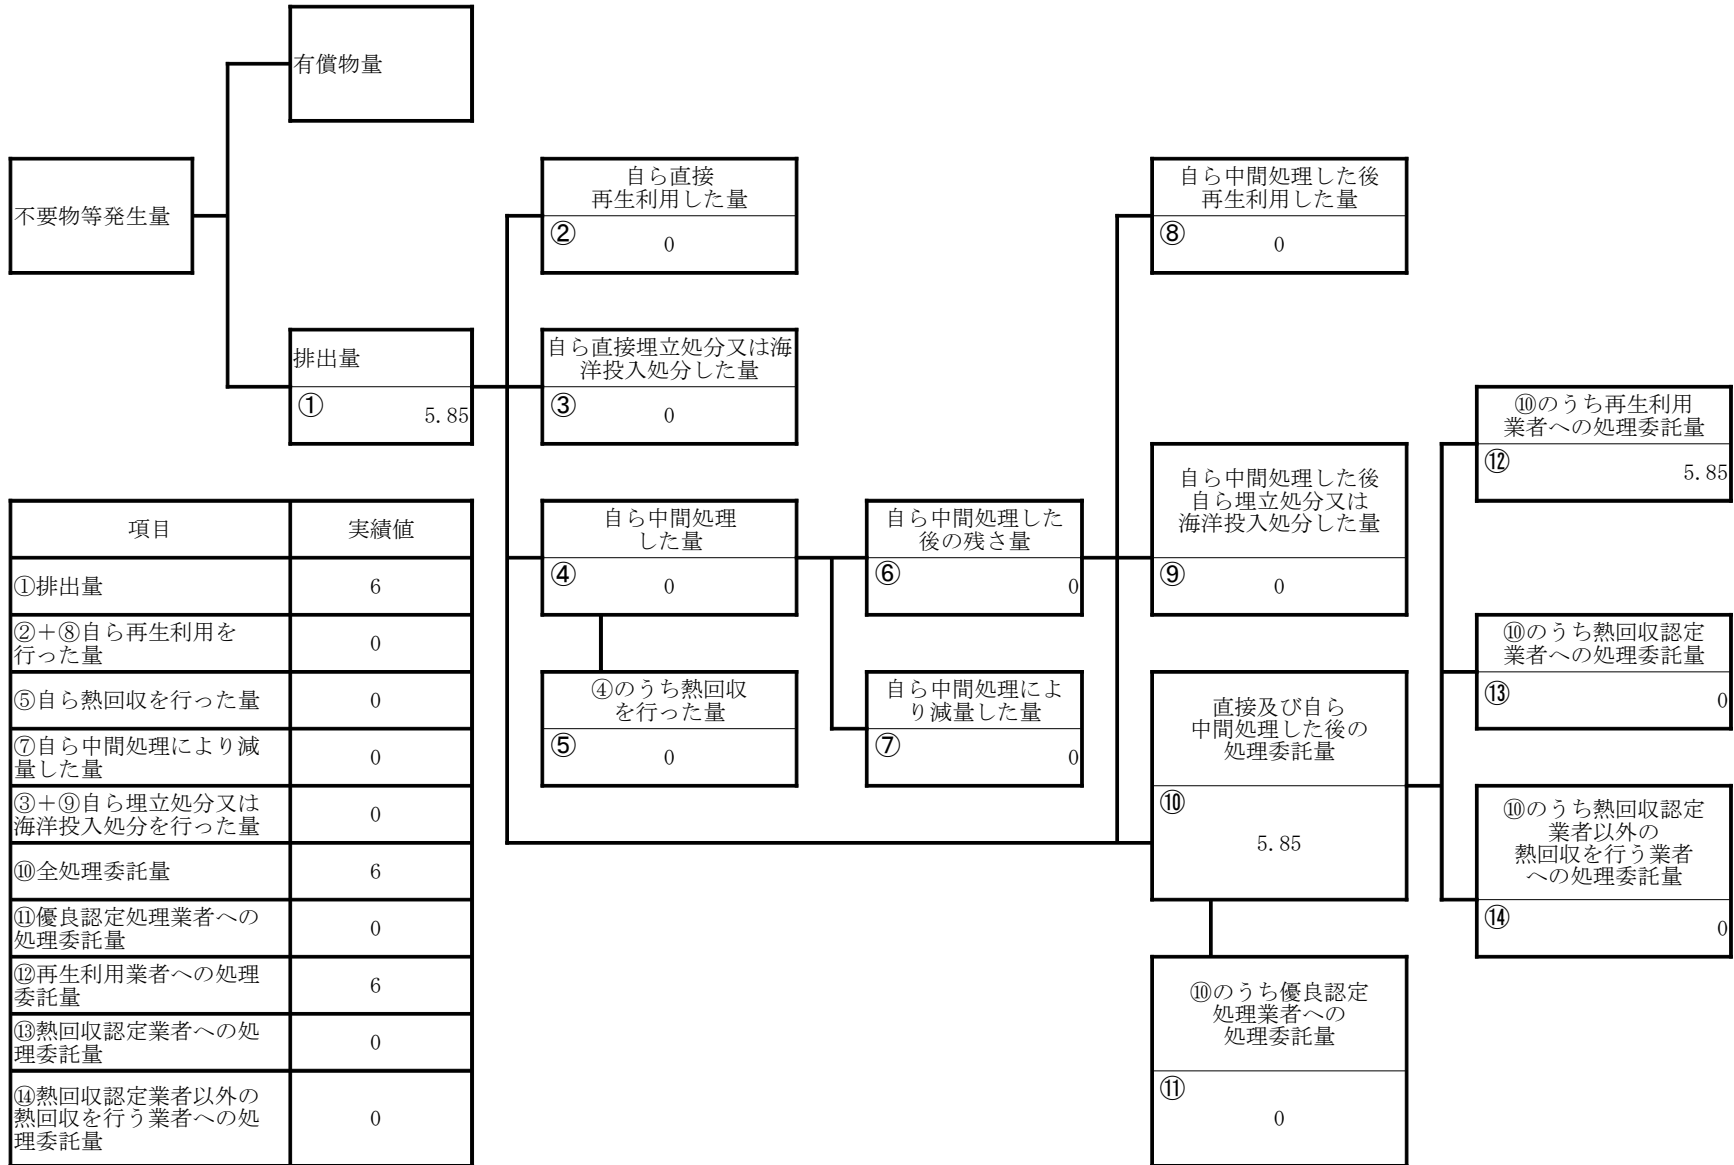 有償物量
不要物等発生量
自ら直接
再生利用した量
②
0
自ら中間処理した後
再生利用した量
⑧
0
排出量
①
5.85
自ら直接埋立処分又は海
洋投入処分した量
③
0
⑩のうち再生利用
業者への処理委託量
⑫
5.85
自ら中間処理
した量
④
0
自ら中間処理した
後の残さ量
⑥
0
自ら中間処理した後
自ら埋立処分又は
海洋投入処分した量
⑨
0
⑩のうち熱回収認定
業者への処理委託量
⑬
0
④のうち熱回収
を行った量
⑤
0
自ら中間処理によ
り減量した量
⑦
0
直接及び自ら
中間処理した後の
処理委託量
⑩
5.85
⑩のうち熱回収認定
業者以外の
熱回収を行う業者
への処理委託量
⑭
0
⑩のうち優良認定
処理業者への
処理委託量
⑪
0
項目 実績値
①排出量 6
②+⑧自ら再生利用を
行った量 0
⑤自ら熱回収を行った量 0
⑦自ら中間処理により減
量した量 0
③+⑨自ら埋立処分又は
海洋投入処分を行った量 0
⑩全処理委託量 6
⑪優良認定処理業者への
処理委託量 0
⑫再生利用業者への処理
委託量 6
⑬熱回収認定業者への処
理委託量 0
⑭熱回収認定業者以外の
熱回収を行う業者への処
理委託量 0